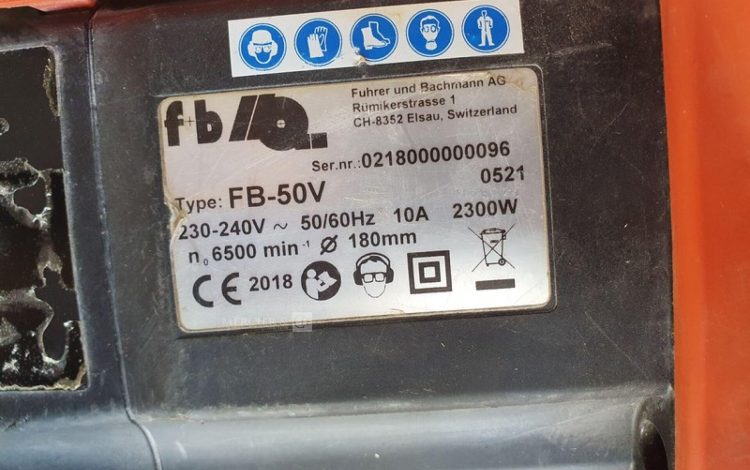 f+b
Fuhrer und Bachmann AG
Rümikerstrasse 1
CH-8352 Elsau, Switzerland
Ser.nr.:0218000000096
0521
Type: FB-50V
230-240V ~ 50/60Hz 10A 2300W
n₀ 6500 min⁻¹ Ø 180mm
CE 2018